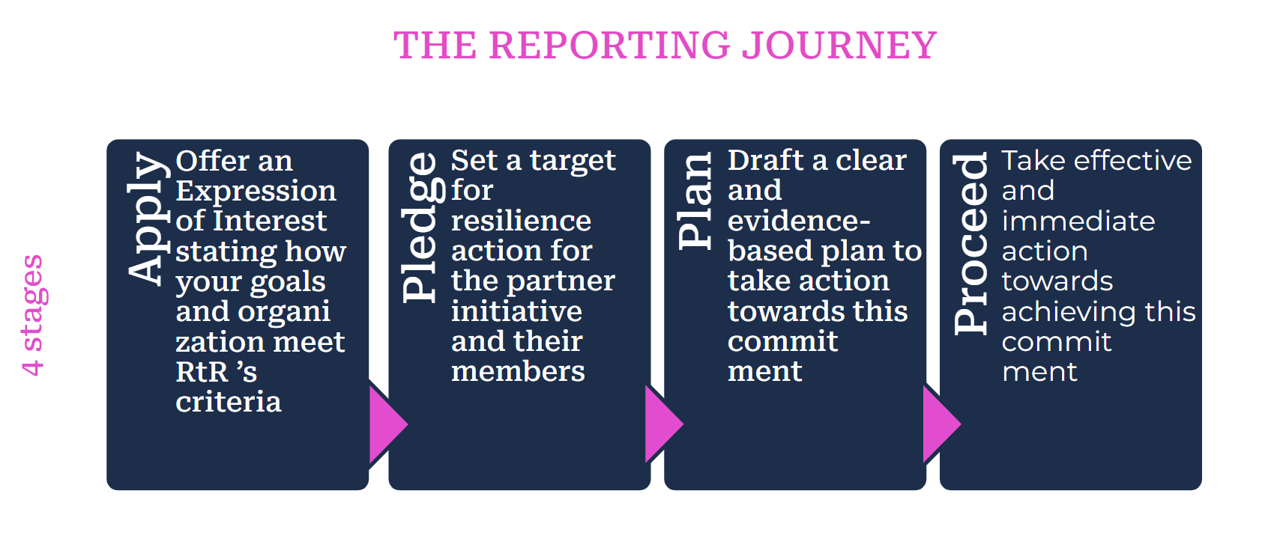 THE REPORTING JOURNEY
4 stages
Apply
Offer an
Expression
of Interest
stating how
your goals
and organi
zation meet
RtR ’s
criteria
Pledge
Set a target
for
resilience
action for
the partner
initiative
and their
members
Plan
Draft a clear
and
evidence-
based plan to
take action
towards this
commit
ment
Proceed
Take effective
and
immediate
action
towards
achieving this
commit
ment